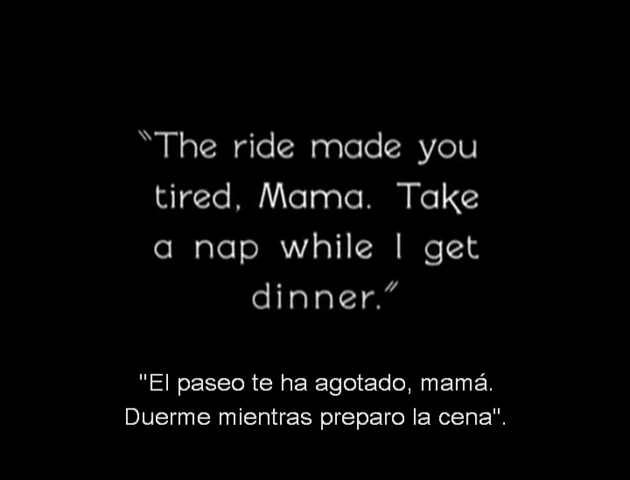 “The ride made you
tired, Mama. Take
a nap while I get
dinner.”
"El paseo te ha agotado, mamá.
Duerme mientras preparo la cena".